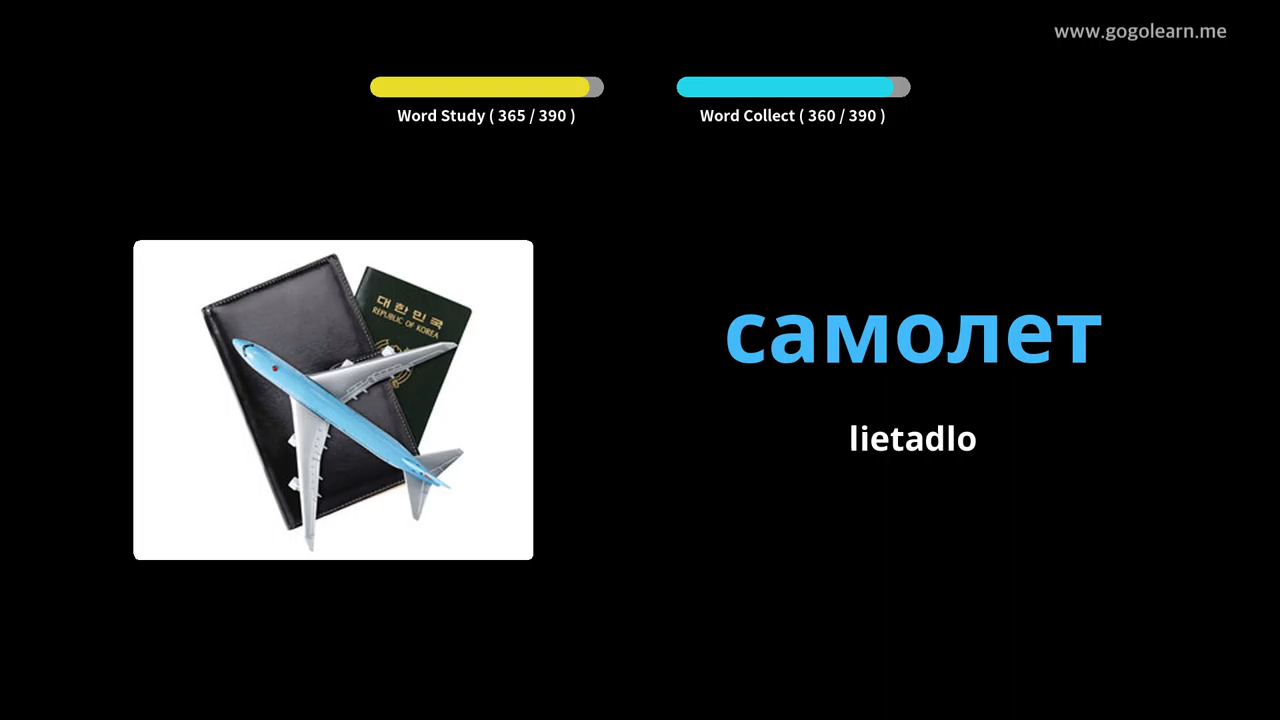 www.gogolearn.me
Word Study ( 365 / 390 )
Word Collect ( 360 / 390 )
대한민국
REPUBLIC OF KOREA
самолет
lietadlo